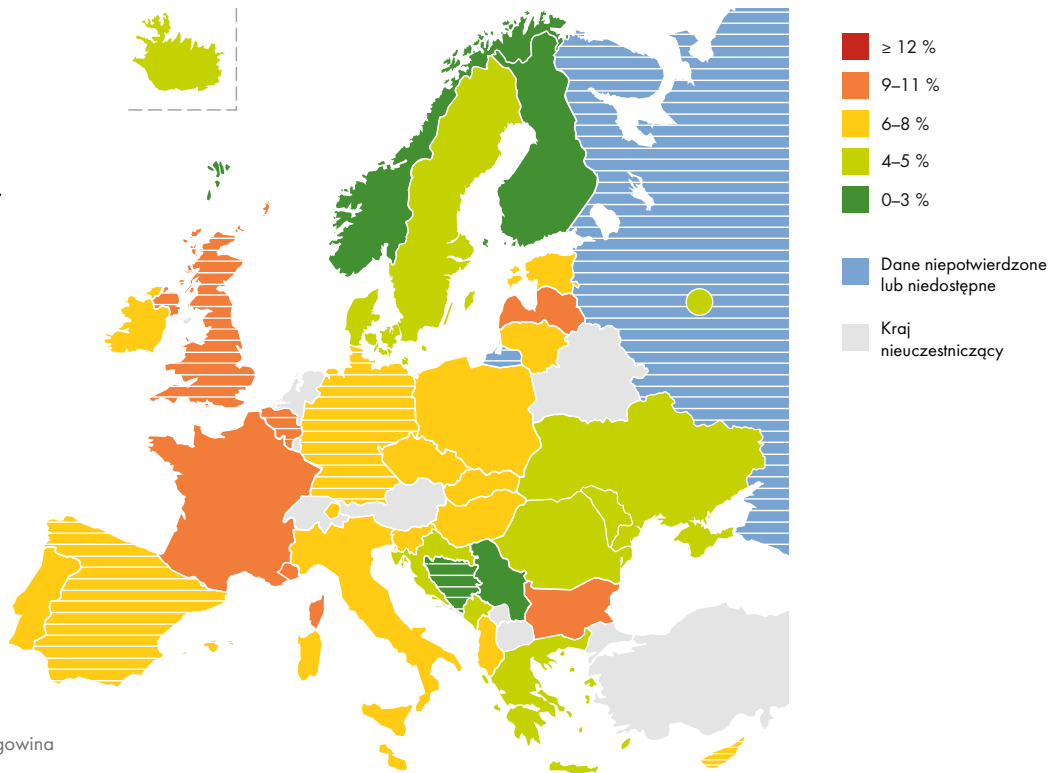 ≥ 12 %
9–11 %
6–8 %
4–5 %
0–3 %
Dane niepotwierdzone
lub niedostępne
Kraj
nieuczestniczący
gowina